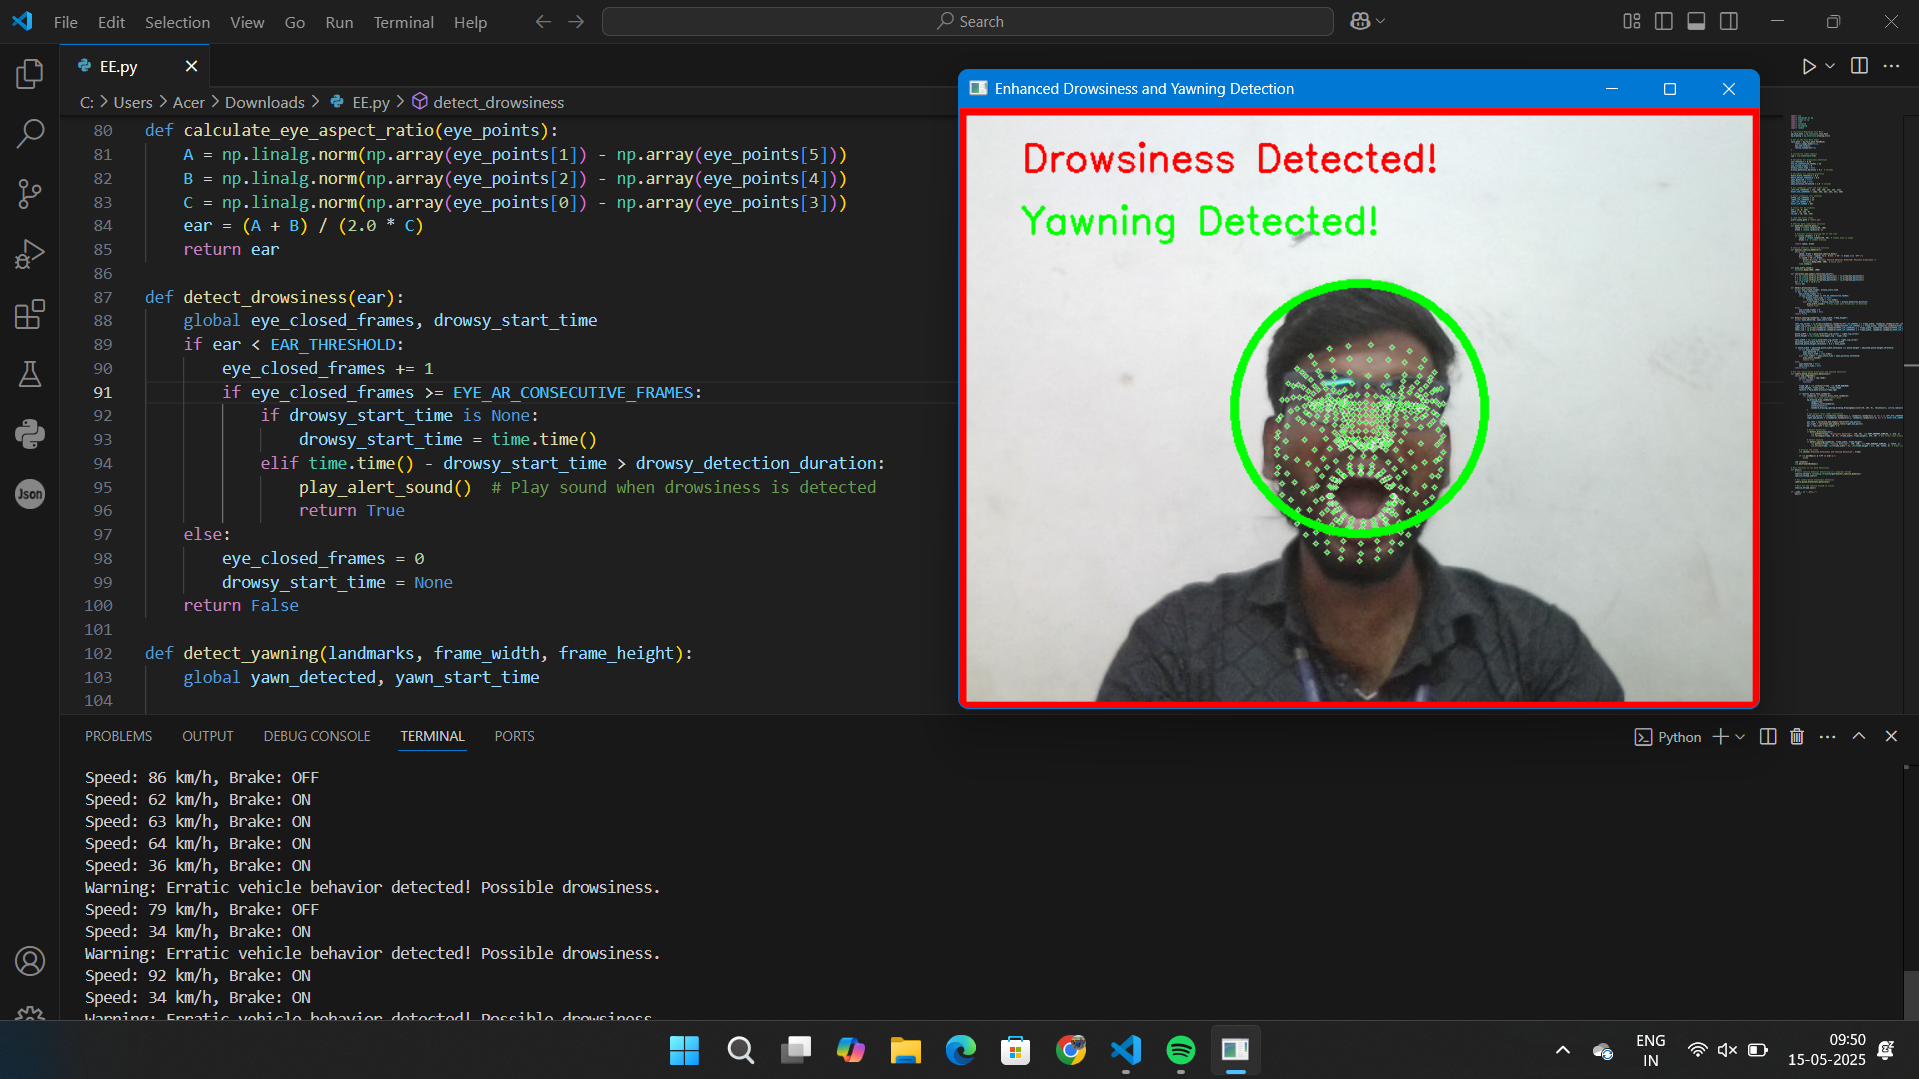 File Edit Selection View Go Run Terminal Help
Search
EE.py
C: > Users > Acer > Downloads > EE.py > detect_drowsiness
80 def calculate_eye_aspect_ratio(eye_points):
81 A = np.linalg.norm(np.array(eye_points[1]) - np.array(eye_points[5]))
82 B = np.linalg.norm(np.array(eye_points[2]) - np.array(eye_points[4]))
83 C = np.linalg.norm(np.array(eye_points[0]) - np.array(eye_points[3]))
84 ear = (A + B) / (2.0 * C)
85 return ear
86
87 def detect_drowsiness(ear):
88 global eye_closed_frames, drowsy_start_time
89 if ear < EAR_THRESHOLD:
90 eye_closed_frames += 1
91 if eye_closed_frames >= EYE_AR_CONSECUTIVE_FRAMES:
92 if drowsy_start_time is None:
93 drowsy_start_time = time.time()
94 elif time.time() - drowsy_start_time > drowsy_detection_duration:
95 play_alert_sound() # Play sound when drowsiness is detected
96 return True
97 else:
98 eye_closed_frames = 0
99 drowsy_start_time = None
100 return False
101
102 def detect_yawning(landmarks, frame_width, frame_height):
103 global yawn_detected, yawn_start_time
104
Enhanced Drowsiness and Yawning Detection
Drowsiness Detected!
Yawning Detected!
Json
PROBLEMS OUTPUT DEBUG CONSOLE TERMINAL PORTS
Python
Speed: 86 km/h, Brake: OFF
Speed: 62 km/h, Brake: ON
Speed: 63 km/h, Brake: ON
Speed: 64 km/h, Brake: ON
Speed: 36 km/h, Brake: ON
Warning: Erratic vehicle behavior detected! Possible drowsiness.
Speed: 79 km/h, Brake: OFF
Speed: 34 km/h, Brake: ON
Warning: Erratic vehicle behavior detected! Possible drowsiness.
Speed: 92 km/h, Brake: ON
Speed: 34 km/h, Brake: ON
Warning: Erratic vehicle behavior detected! Possible drowsiness.
ENG
IN
09:50
15-05-2025